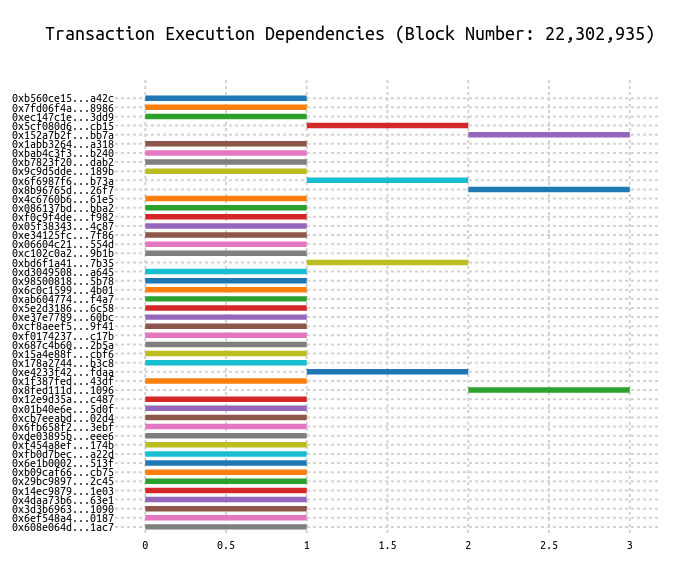 Transaction Execution Dependencies (Block Number: 22,302,935)
0xb560ce15...a42c
0x7fd06f4a...8986
0xec147c1e...3dd9
0x5cf080d6...cb15
0x152a7b2f...bb7a
0x1abb3264...a318
0xbab4c3f3...b240
0xb7823f20...dab2
0x9c9d5dde...189b
0x6f6987f6...b73a
0x8b96765d...26f7
0x4c6760b6...61e5
0x086137bd...bba2
0xf0c9f4de...f982
0x05f38343...4c87
0xe34125fc...7f86
0x06604c21...554d
0xc102c0a2...9b1b
0xbd6f1a41...7b35
0xd3049508...a645
0x98500818...5b78
0x6c0c1599...4b01
0xab604774...f4a7
0x5e2d3186...6c58
0xe37e7789...60bc
0xcf8aeef5...9f41
0xf0174237...c17b
0x687c4b60...2b5a
0x15a4e88f...cbf6
0x178a2744...b3c8
0xe4233f42...fdaa
0x1f387fed...43df
0x8fed111d...1096
0x12e9d35a...c487
0x01b40e6e...5d0f
0xcb7eeabd...02d4
0x6fb658f2...3ebf
0xde03895b...eee6
0xf454a8ef...174b
0xfb0d7bec...a22d
0x6e1b0002...513f
0xb09caf66...cb75
0x29bc9897...2c45
0x14ec9879...1e03
0x4daa73b6...63e1
0x3d3b6963...1090
0x6ef548a4...0187
0x608e064d...1ac7
0 0.5 1 1.5 2 2.5 3